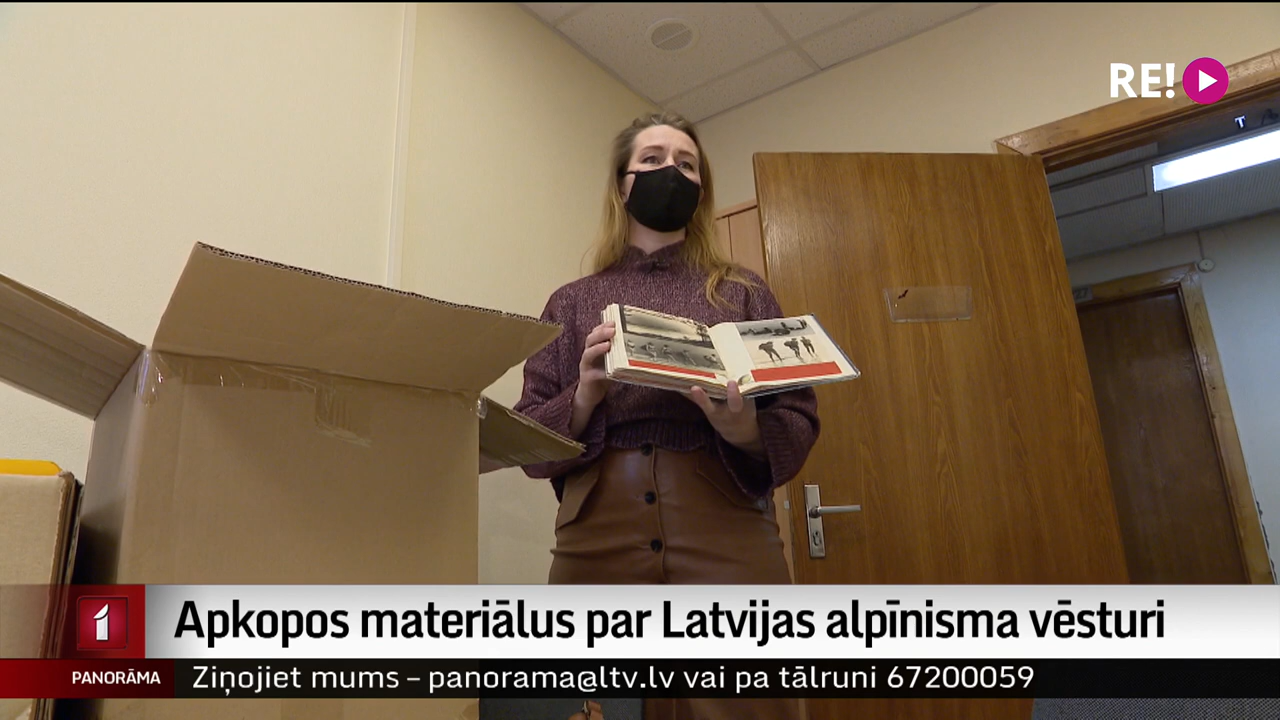 RE!
T
1
Apkopos materiālus par Latvijas alpīnisma vēsturi
PANORĀMA
Ziņojiet mums – panorama@ltv.lv vai pa tālruni 67200059